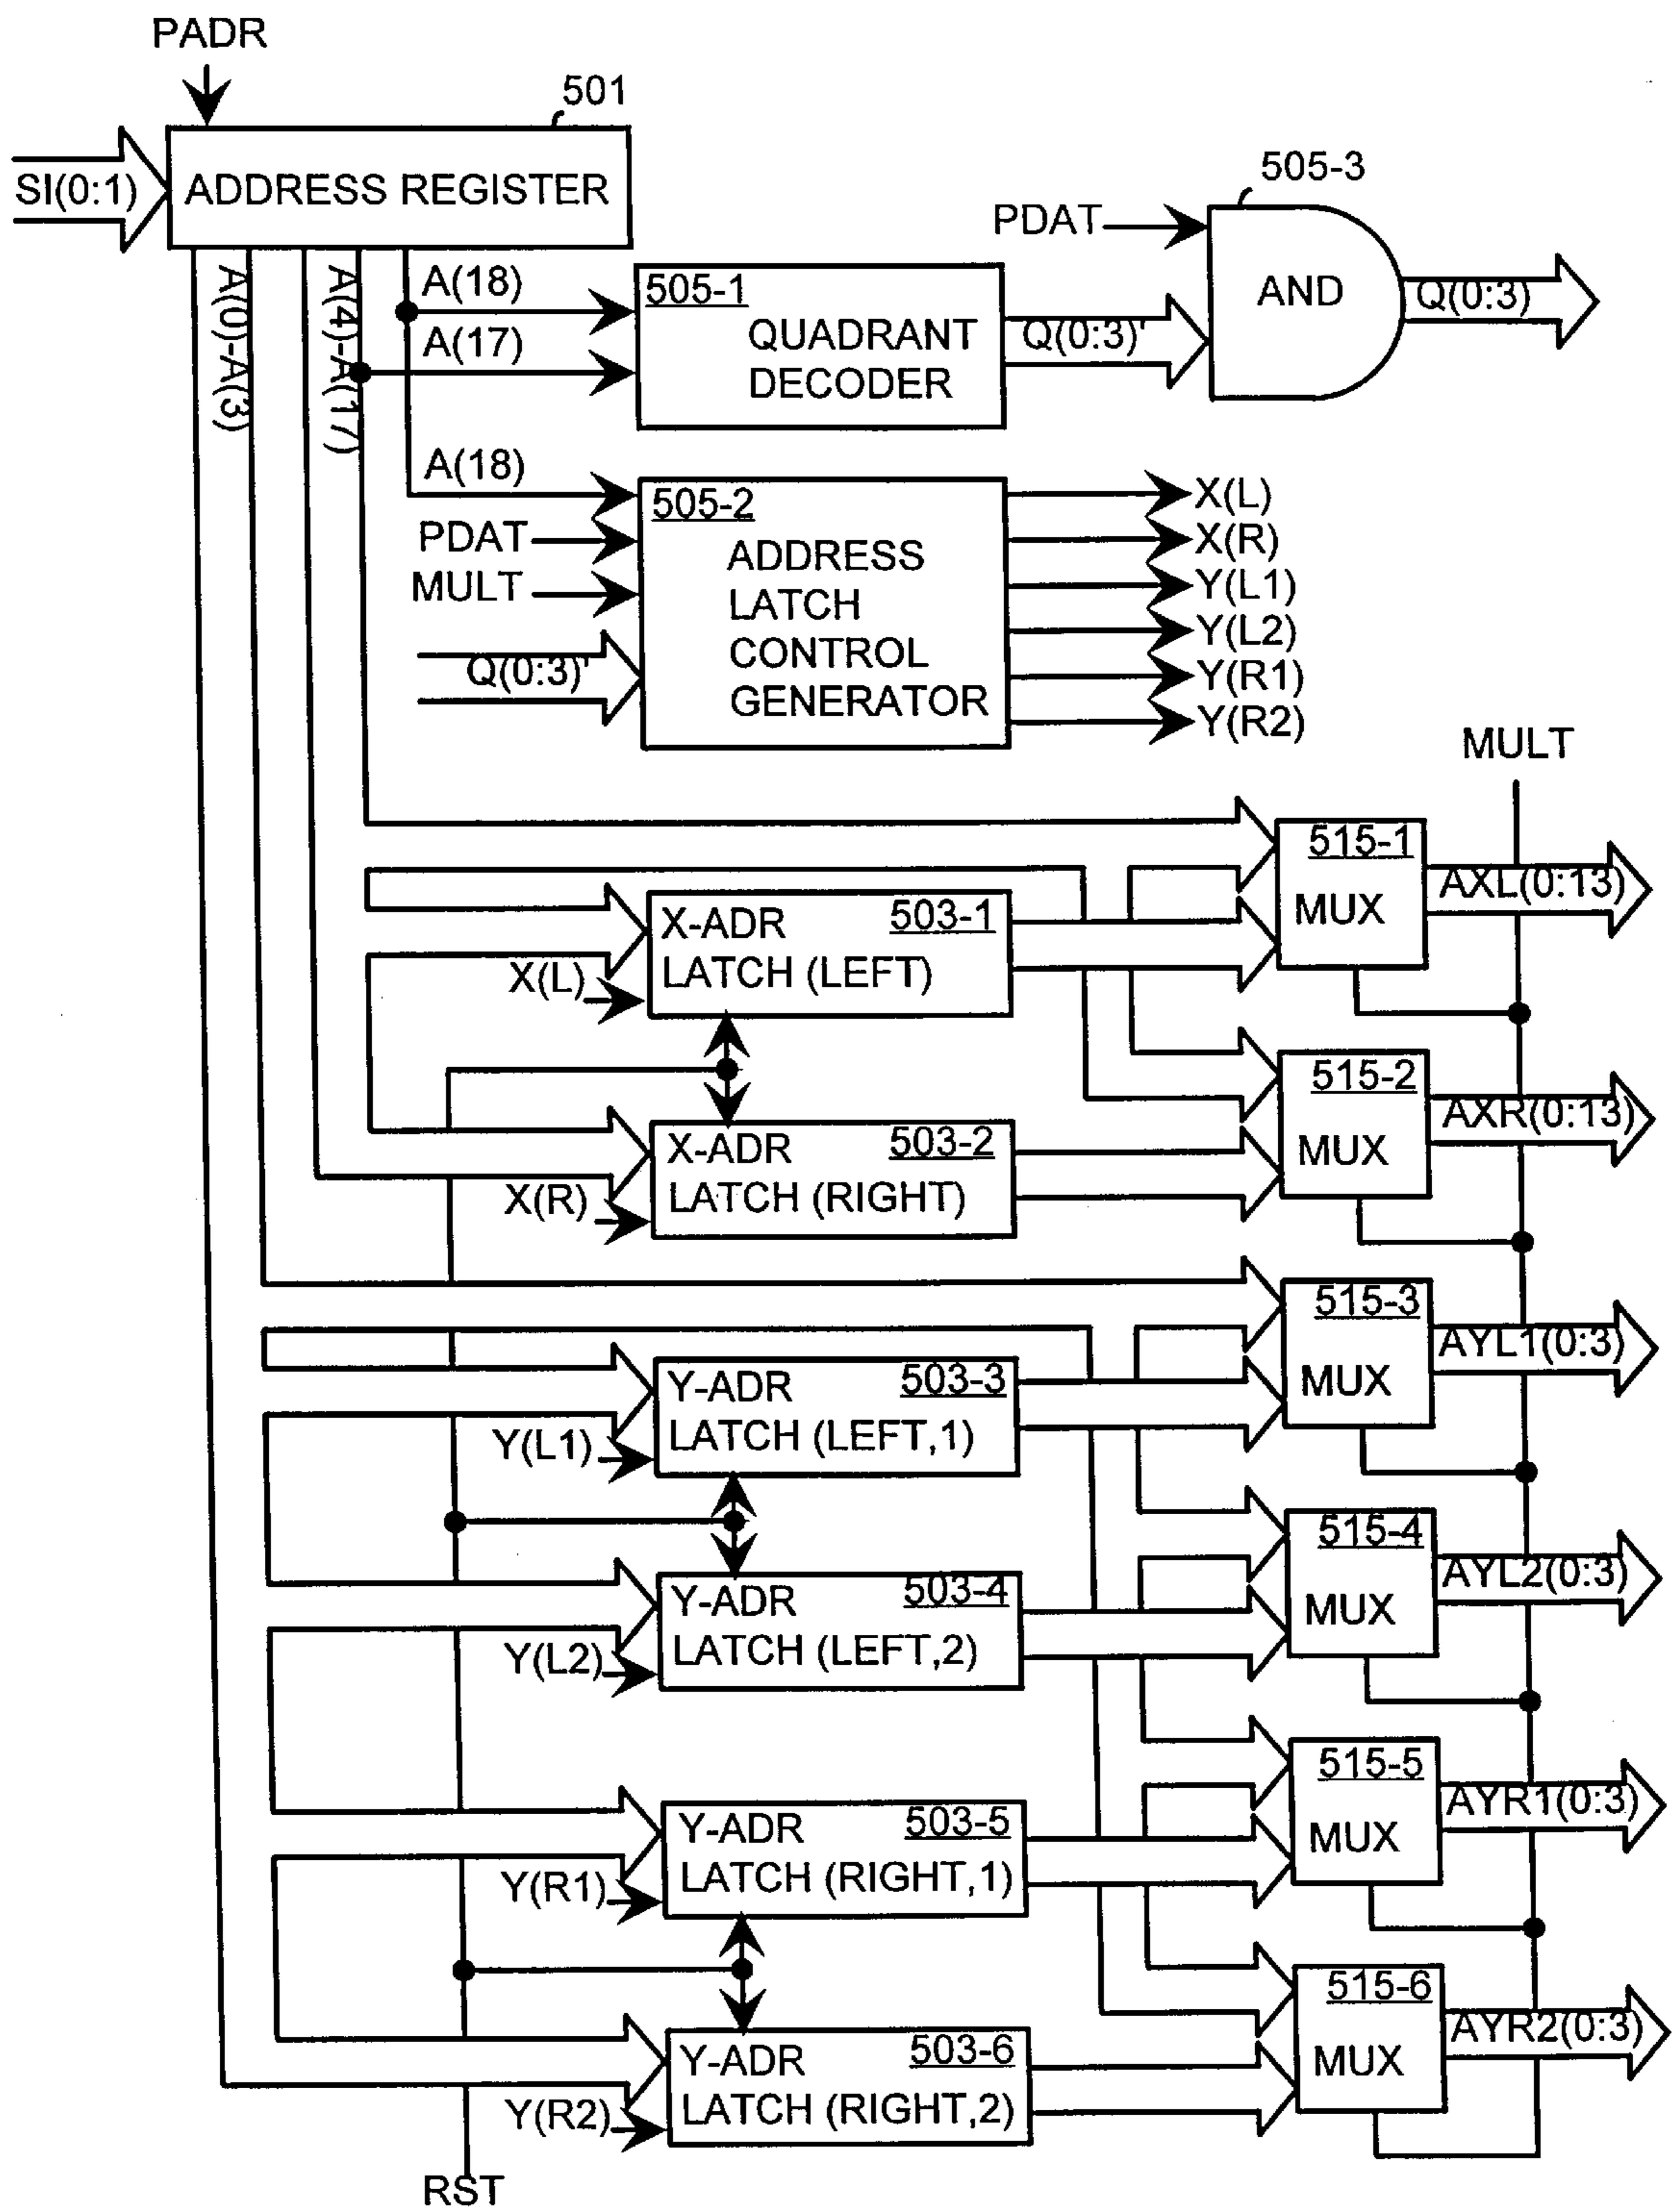 PADR
501
SI(0:1)
ADDRESS REGISTER
505-3
PDAT
AND
Q(0:3)
A(0)-A(3)
A(4)-A(17)
A(18)
A(17)
505-1
QUADRANT
DECODER
Q(0:3)'
A(18)
PDAT
MULT
Q(0:3)'
505-2
ADDRESS
LATCH
CONTROL
GENERATOR
X(L)
X(R)
Y(L1)
Y(L2)
Y(R1)
Y(R2)
MULT
515-1
MUX
AXL(0:13)
X-ADR 503-1
LATCH (LEFT)
X(L)
515-2
MUX
AXR(0:13)
X-ADR 503-2
LATCH (RIGHT)
X(R)
515-3
MUX
AYL1(0:3)
Y-ADR 503-3
LATCH (LEFT,1)
Y(L1)
515-4
MUX
AYL2(0:3)
Y-ADR 503-4
LATCH (LEFT,2)
Y(L2)
515-5
MUX
AYR1(0:3)
Y-ADR 503-5
LATCH (RIGHT,1)
Y(R1)
515-6
MUX
AYR2(0:3)
Y-ADR 503-6
LATCH (RIGHT,2)
Y(R2)
RST